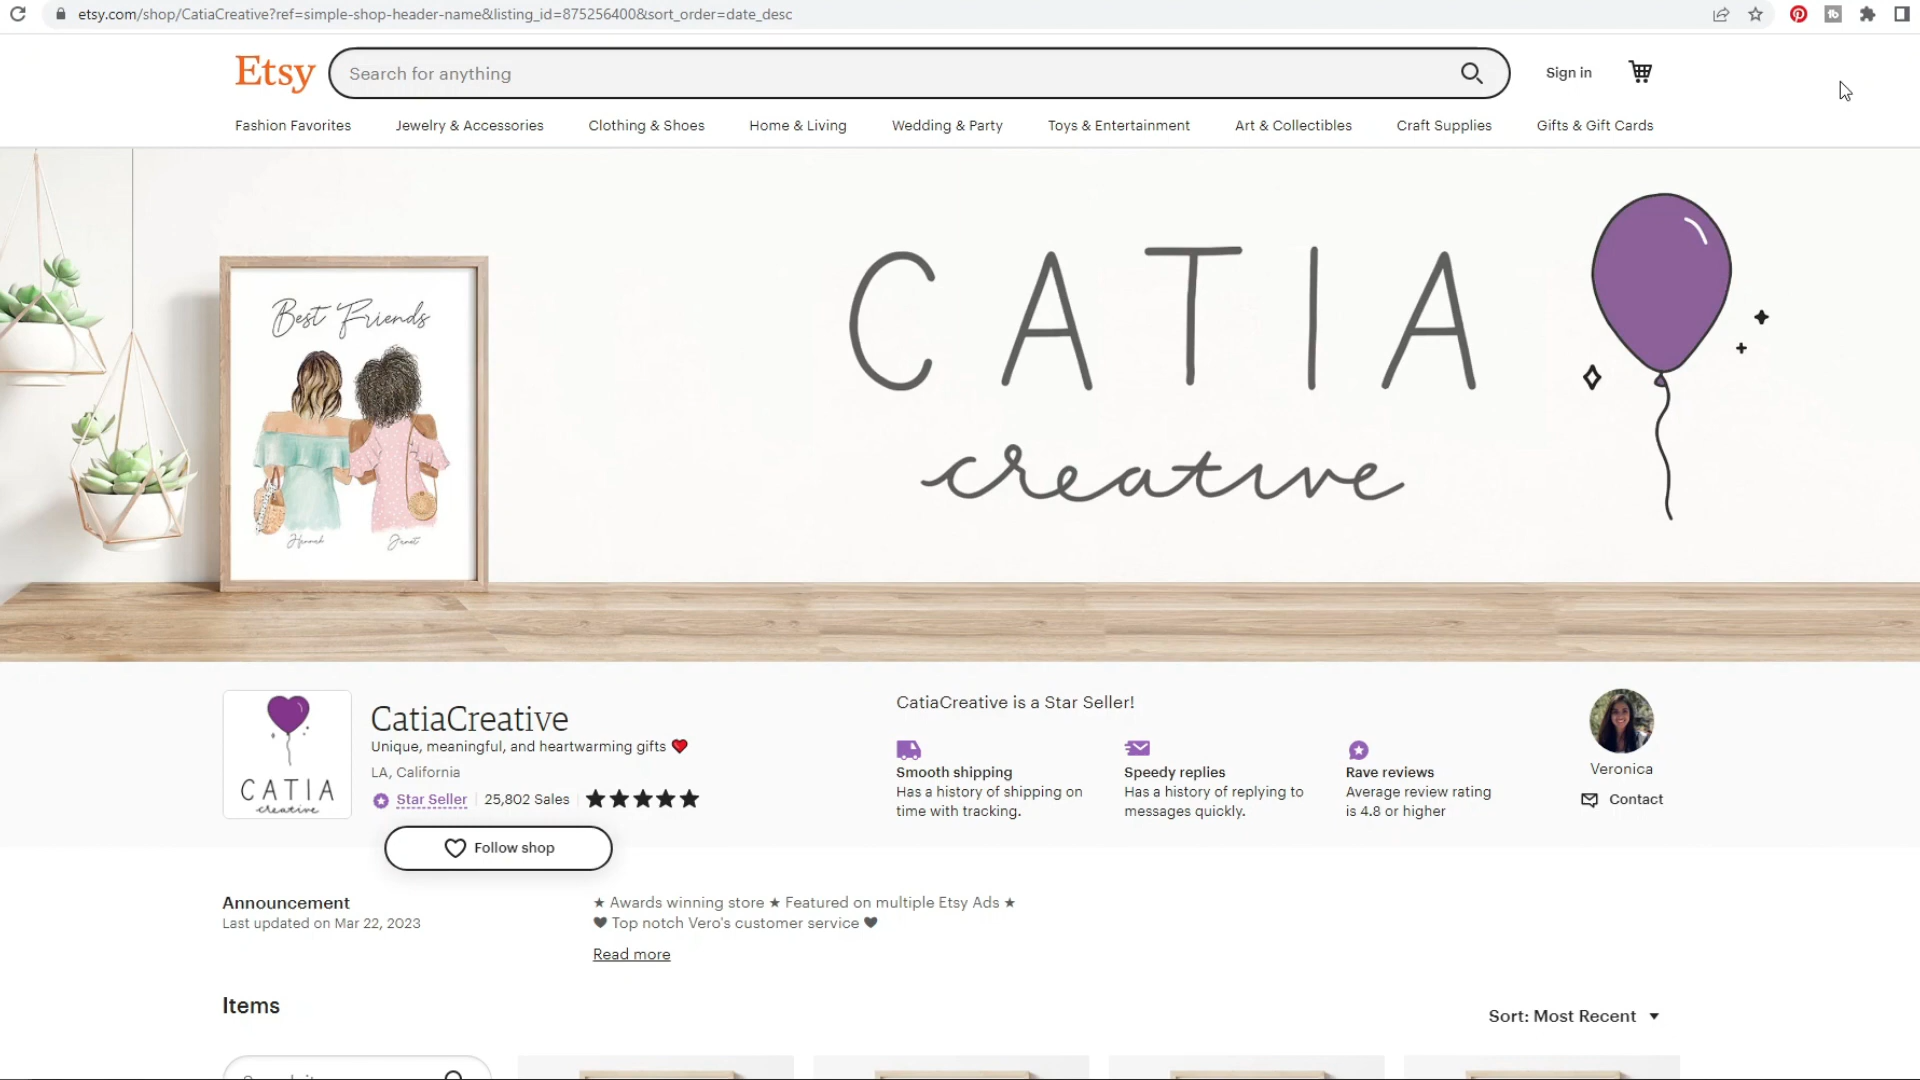 etsy.com/shop/CatiaCreative?ref=simple-shop-header-name&listing_id=875256400&sort_order=date_desc
Etsy
Search for anything
Sign in
Fashion Favorites
Jewelry & Accessories
Clothing & Shoes
Home & Living
Wedding & Party
Toys & Entertainment
Art & Collectibles
Craft Supplies
Gifts & Gift Cards
Best Friends
Hannah
Janet
CATIA
creative
CATIA
creative
CatiaCreative
Unique, meaningful, and heartwarming gifts ❤️
LA, California
Star Seller
25,802 Sales
Follow shop
CatiaCreative is a Star Seller!
Smooth shipping
Has a history of shipping on
time with tracking.
Speedy replies
Has a history of replying to
messages quickly.
Rave reviews
Average review rating
is 4.8 or higher
Veronica
Contact
Announcement
Last updated on Mar 22, 2023
★ Awards winning store ★ Featured on multiple Etsy Ads ★
♥ Top notch Vero's customer service ♥
Read more
Items
Sort: Most Recent